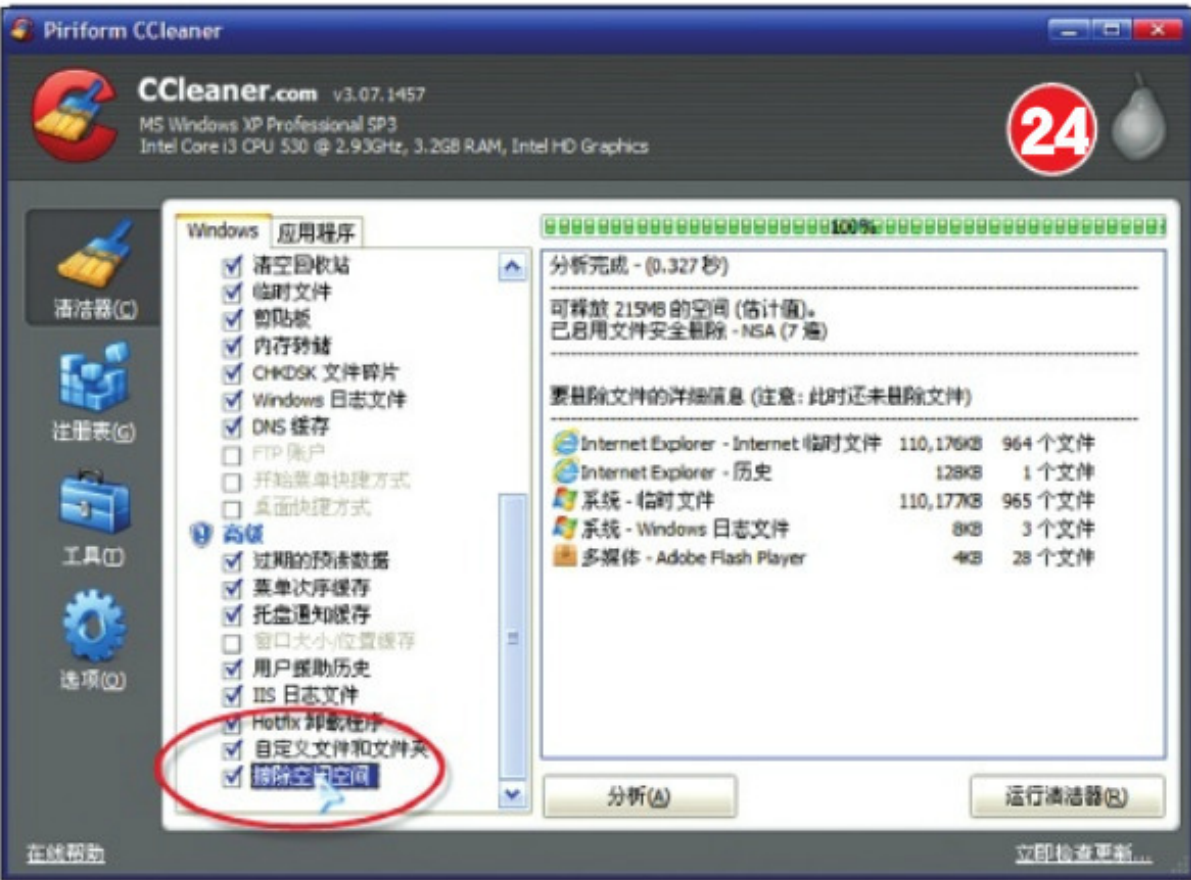 Piriform CCleaner
CCleaner.com v3.07.1457
MS Windows XP Professional SP3
Intel Core i3 CPU 530 @ 2.93GHz, 3.2GB RAM, Intel HD Graphics
24
清洁器(C)
注册表(G)
工具(T)
选项(O)
Windows 应用程序
清空回收站
临时文件
剪贴板
内存转储
CHKDSK 文件碎片
Windows 日志文件
DNS 缓存
FTP 账户
开始菜单快捷方式
桌面快捷方式
高级
过期的预读数据
菜单次序缓存
托盘通知缓存
窗口大小/位置缓存
用户援助历史
IIS 日志文件
Hotfix 卸载程序
自定义文件和文件夹
擦除空闲空间
100%
分析完成 - (0.327 秒)
可释放 215MB 的空间 (估计值)。
已启用文件安全删除 - NSA (7 遍)
要删除文件的详细信息 (注意: 此时还未删除文件)
Internet Explorer - Internet 临时文件 110,176KB 964 个文件
Internet Explorer - 历史 128KB 1 个文件
系统 - 临时文件 110,177KB 965 个文件
系统 - Windows 日志文件 8KB 3 个文件
多媒体 - Adobe Flash Player 4KB 28 个文件
分析(A)
运行清洁器(R)
在线帮助
立即检查更新...